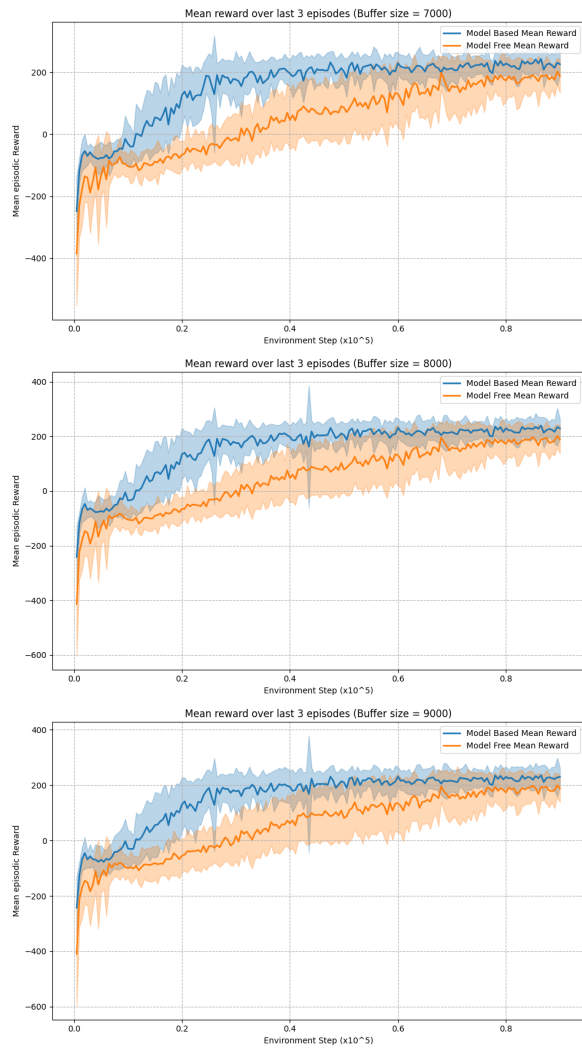 Mean reward over last 3 episodes (Buffer size = 7000)
Model Based Mean Reward
Model Free Mean Reward
200
0
−200
−400
Mean episodic Reward
0.0 0.2 0.4 0.6 0.8
Environment Step (x10^5)
Mean reward over last 3 episodes (Buffer size = 8000)
Model Based Mean Reward
Model Free Mean Reward
400
200
0
−200
−400
−600
Mean episodic Reward
0.0 0.2 0.4 0.6 0.8
Environment Step (x10^5)
Mean reward over last 3 episodes (Buffer size = 9000)
Model Based Mean Reward
Model Free Mean Reward
400
200
0
−200
−400
−600
Mean episodic Reward
0.0 0.2 0.4 0.6 0.8
Environment Step (x10^5)